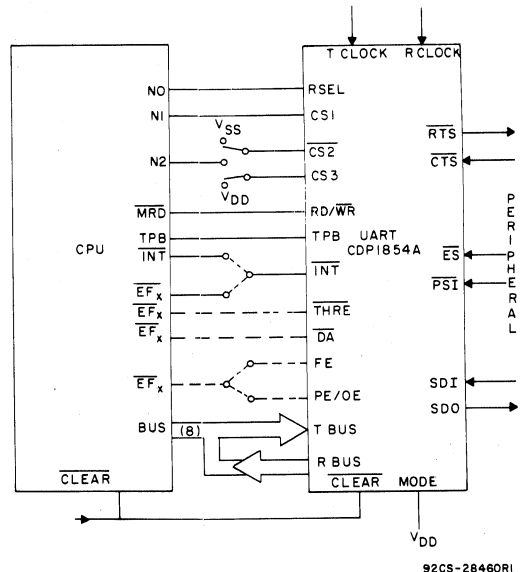 T CLOCK R CLOCK
N0 RSEL
N1 CS1
VSS
RTS
CS2
CTS
N2
CS3
VDD
MRD RD/WR
CPU
UART
CDP1854A
TPB TPB
INT INT
ES
PSI
PERIPHERAL
EFx
EFx THRE
EFx DA
FE
EFx
PE/OE
SDI
SDO
BUS (8) T BUS
R BUS
CLEAR CLEAR MODE
VDD
92CS-28460R1